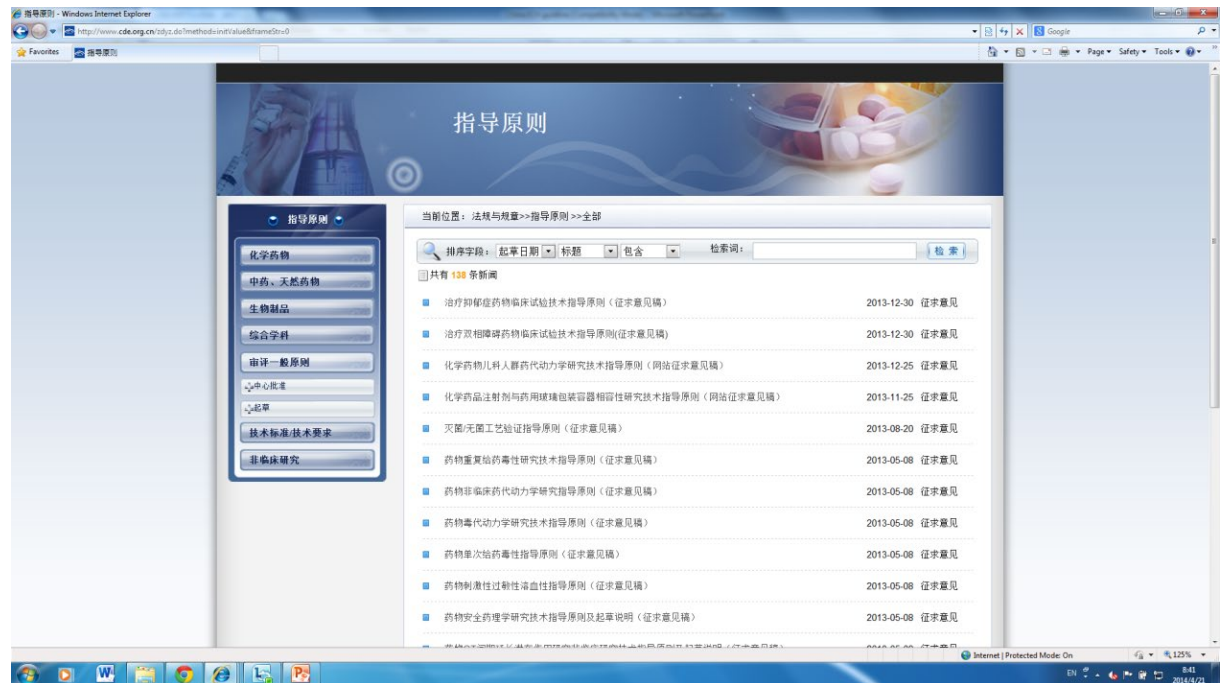 指导原则 - Windows Internet Explorer
http://www.cde.org.cn/zdyz.do?method=initValue&frameStr=0
Google
Favorites
指导原则
Page
Safety
Tools
指导原则
指导原则
化学药物
中药、天然药物
生物制品
综合学科
审评一般原则
中心批准
起草
技术标准/技术要求
非临床研究
当前位置：法规与规章>>指导原则>>全部
排序字段： 起草日期 标题 包含 检索词： 检索
共有 138 条新闻
治疗抑郁症药物临床试验技术指导原则（征求意见稿） 2013-12-30 征求意见
治疗双相障碍药物临床试验技术指导原则(征求意见稿) 2013-12-30 征求意见
化学药物儿科人群药代动力学研究技术指导原则（网站征求意见稿） 2013-12-25 征求意见
化学药品注射剂与药用玻璃包装容器相容性研究技术指导原则（网站征求意见稿） 2013-11-25 征求意见
灭菌/无菌工艺验证指导原则（征求意见稿） 2013-08-20 征求意见
药物重复给药毒性研究技术指导原则（征求意见稿） 2013-05-08 征求意见
药物非临床药代动力学研究指导原则（征求意见稿） 2013-05-08 征求意见
药物毒代动力学研究技术指导原则（征求意见稿） 2013-05-08 征求意见
药物单次给药毒性指导原则（征求意见稿） 2013-05-08 征求意见
药物刺激性过敏性溶血性指导原则（征求意见稿） 2013-05-08 征求意见
药物安全药理学研究技术指导原则及起草说明（征求意见稿） 2013-05-08 征求意见
Internet | Protected Mode: On
125%
EN
8:41
2014/4/21